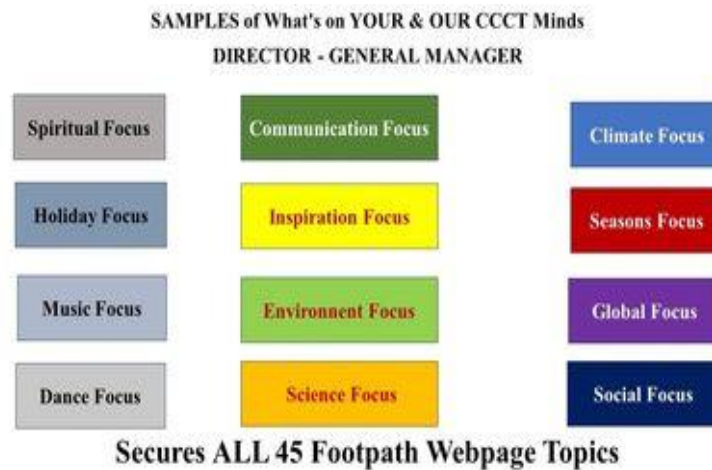 SAMPLES of What's on YOUR & OUR CCCT Minds
DIRECTOR - GENERAL MANAGER
Spiritual Focus
Communication Focus
Climate Focus
Holiday Focus
Inspiration Focus
Seasons Focus
Music Focus
Environnent Focus
Global Focus
Dance Focus
Science Focus
Social Focus
Secures ALL 45 Footpath Webpage Topics